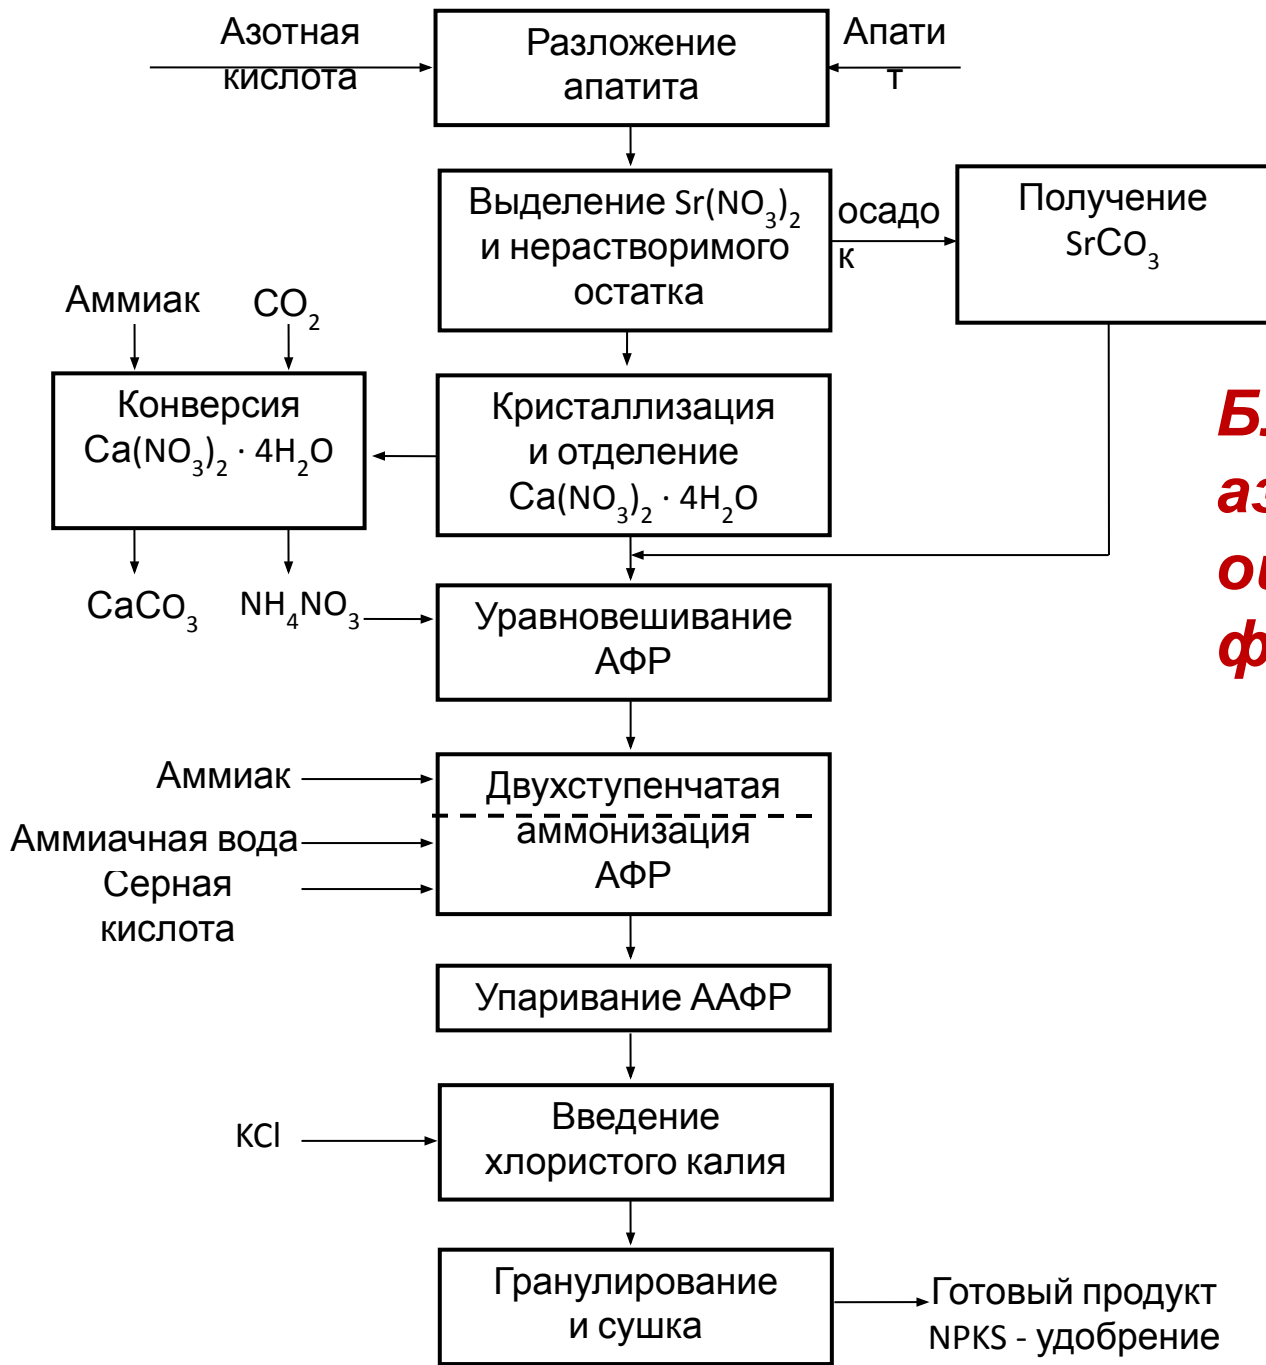 Азотная
кислота
Разложение
апатита
Апати
т
Выделение Sr(NO₃)₂
и нерастворимого
остатка
осадо
к
Получение
SrCO₃
Аммиак
CO₂
Конверсия
Ca(NO₃)₂ · 4H₂O
Кристаллизация
и отделение
Ca(NO₃)₂ · 4H₂O
CaCO₃
NH₄NO₃
Уравновешивание
АФР
Аммиак
Аммиачная вода
Серная
кислота
Двухступенчатая
аммонизация
АФР
Упаривание ААФР
KCl
Введение
хлористого калия
Гранулирование
и сушка
Готовый продукт
NPKS - удобрение